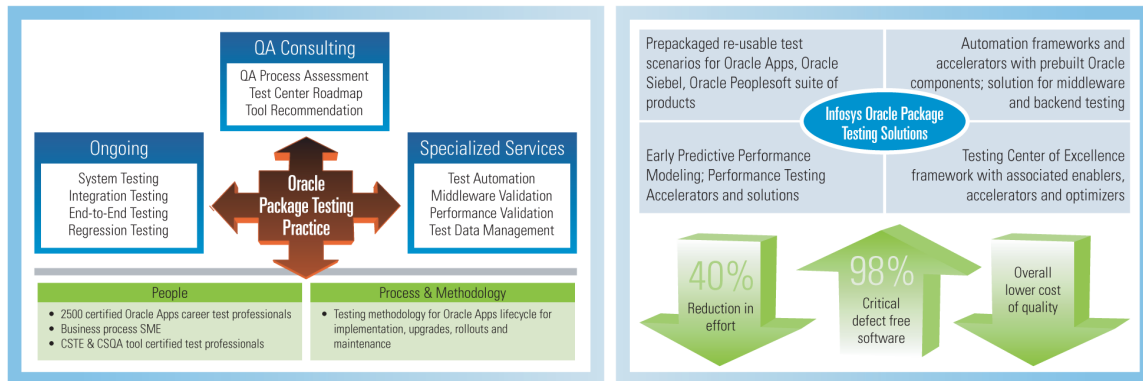 QA Consulting
QA Process Assessment
Test Center Roadmap
Tool Recommendation
Ongoing
System Testing
Integration Testing
End-to-End Testing
Regression Testing
Oracle
Package Testing
Practice
Specialized Services
Test Automation
Middleware Validation
Performance Validation
Test Data Management
People
• 2500 certified Oracle Apps career test professionals
• Business process SME
• CSTE & CSQA tool certified test professionals
Process & Methodology
• Testing methodology for Oracle Apps lifecycle for
implementation, upgrades, rollouts and
maintenance
Prepackaged re-usable test
scenarios for Oracle Apps, Oracle
Siebel, Oracle Peoplesoft suite of
products
Automation frameworks and
accelerators with prebuilt Oracle
components; solution for middleware
and backend testing
Infosys Oracle Package
Testing Solutions
Early Predictive Performance
Modeling; Performance Testing
Accelerators and solutions
Testing Center of Excellence
framework with associated enablers,
accelerators and optimizers
40%
Reduction in
effort
98%
Critical
defect free
software
Overall
lower cost
of quality